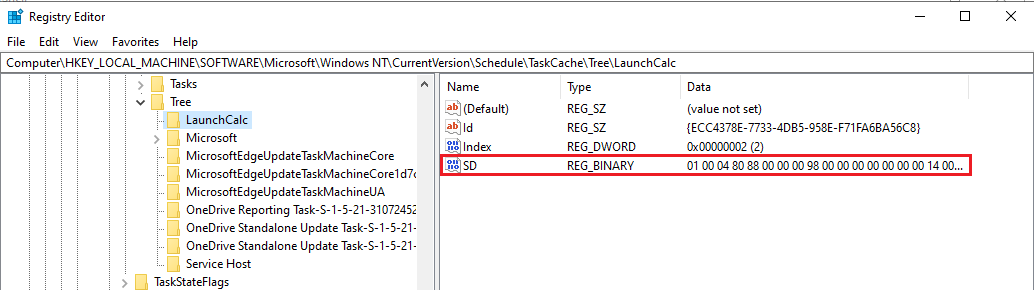 Registry Editor
File Edit View Favorites Help
Computer\HKEY_LOCAL_MACHINE\SOFTWARE\Microsoft\Windows NT\CurrentVersion\Schedule\TaskCache\Tree\LaunchCalc
Tasks
Tree
LaunchCalc
Microsoft
MicrosoftEdgeUpdateTaskMachineCore
MicrosoftEdgeUpdateTaskMachineCore1d7c
MicrosoftEdgeUpdateTaskMachineUA
OneDrive Reporting Task-S-1-5-21-31072452
OneDrive Standalone Update Task-S-1-5-21-
OneDrive Standalone Update Task-S-1-5-21-
Service Host
TaskStateFlags
Name Type Data
(Default) REG_SZ (value not set)
Id REG_SZ {ECC4378E-7733-4DB5-958E-F71FA6BA56C8}
Index REG_DWORD 0x00000002 (2)
SD REG_BINARY 01 00 04 80 88 00 00 00 98 00 00 00 00 00 00 00 14 00...